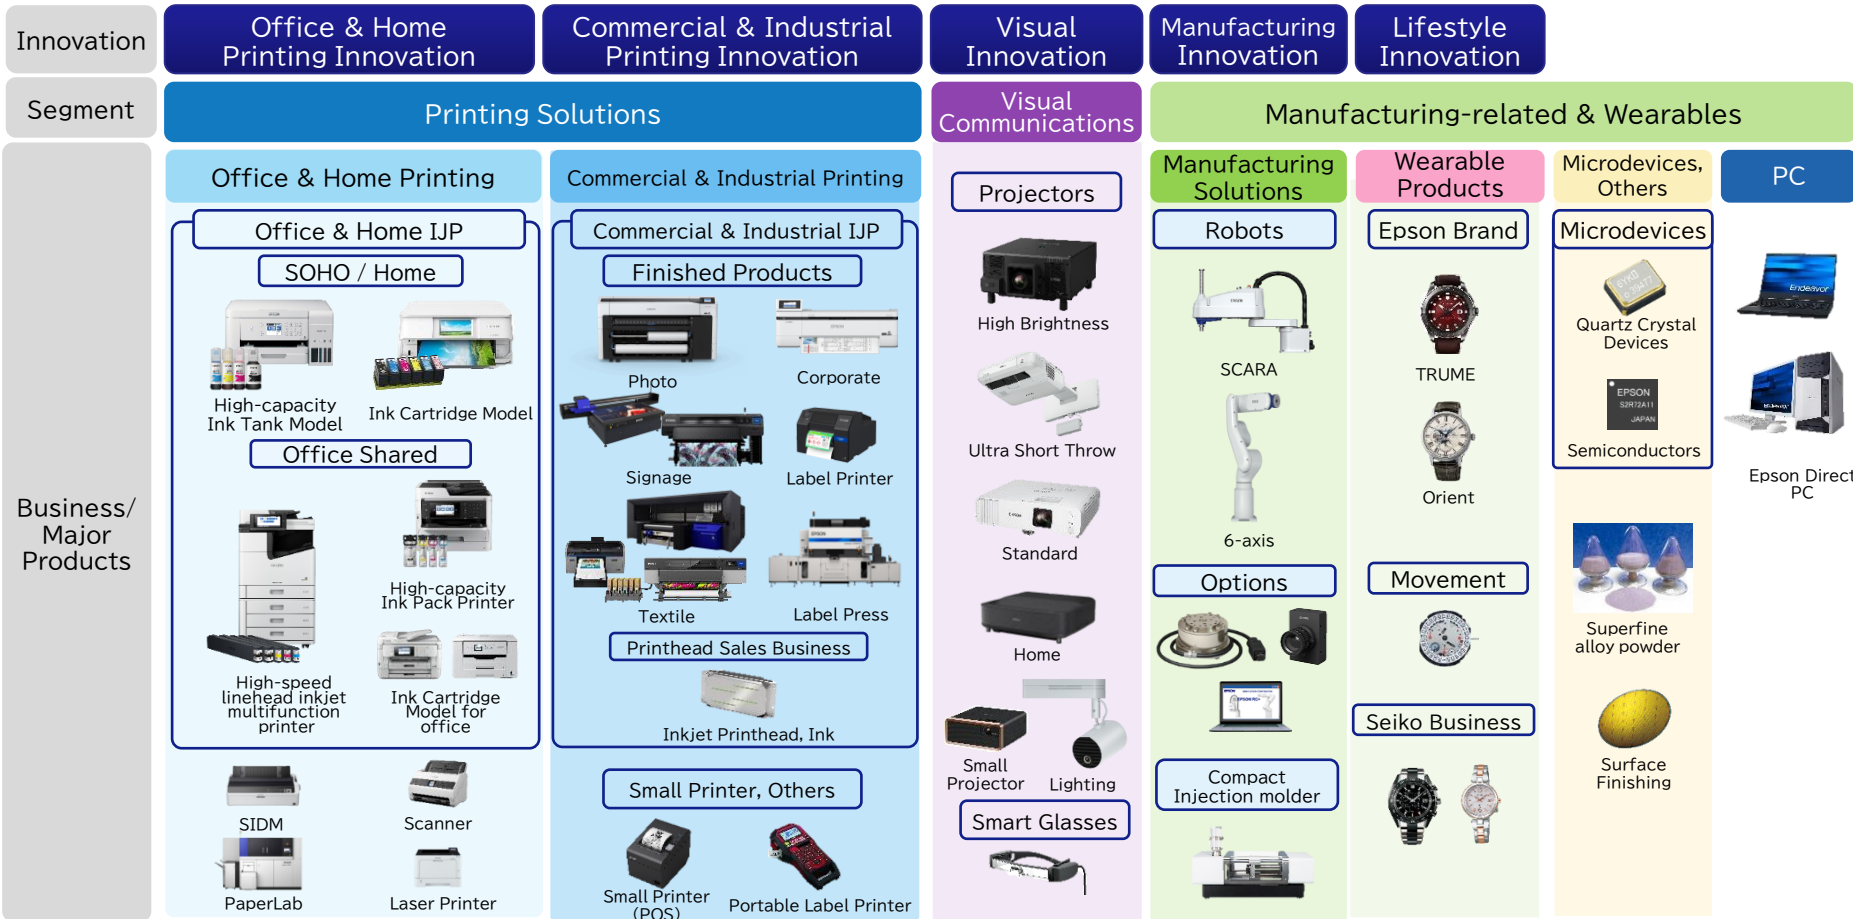 Innovation
Office & Home
Printing Innovation
Commercial & Industrial
Printing Innovation
Visual
Innovation
Manufacturing
Innovation
Lifestyle
Innovation
Segment
Printing Solutions
Visual
Communications
Manufacturing-related & Wearables
Business/
Major
Products
Office & Home Printing
Office & Home IJP
SOHO / Home
High-capacity
Ink Tank Model
Ink Cartridge Model
Office Shared
High-speed
linehead inkjet
multifunction
printer
High-capacity
Ink Pack Printer
Ink Cartridge
Model for
office
SIDM
Scanner
PaperLab
Laser Printer
Commercial & Industrial Printing
Commercial & Industrial IJP
Finished Products
Photo
Corporate
Signage
Label Printer
Textile
Label Press
Printhead Sales Business
Inkjet Printhead, Ink
Small Printer, Others
Small Printer
(POS)
Portable Label Printer
Projectors
High Brightness
Ultra Short Throw
Standard
Home
Small
Projector
Lighting
Smart Glasses
Manufacturing
Solutions
Robots
SCARA
6-axis
Options
Compact
Injection molder
Wearable
Products
Epson Brand
TRUME
Orient
Movement
Seiko Business
Microdevices,
Others
Microdevices
Quartz Crystal
Devices
EPSON
S2R72A11
JAPAN
Semiconductors
Superfine
alloy powder
Surface
Finishing
PC
Endeavor
Epson Direct
PC